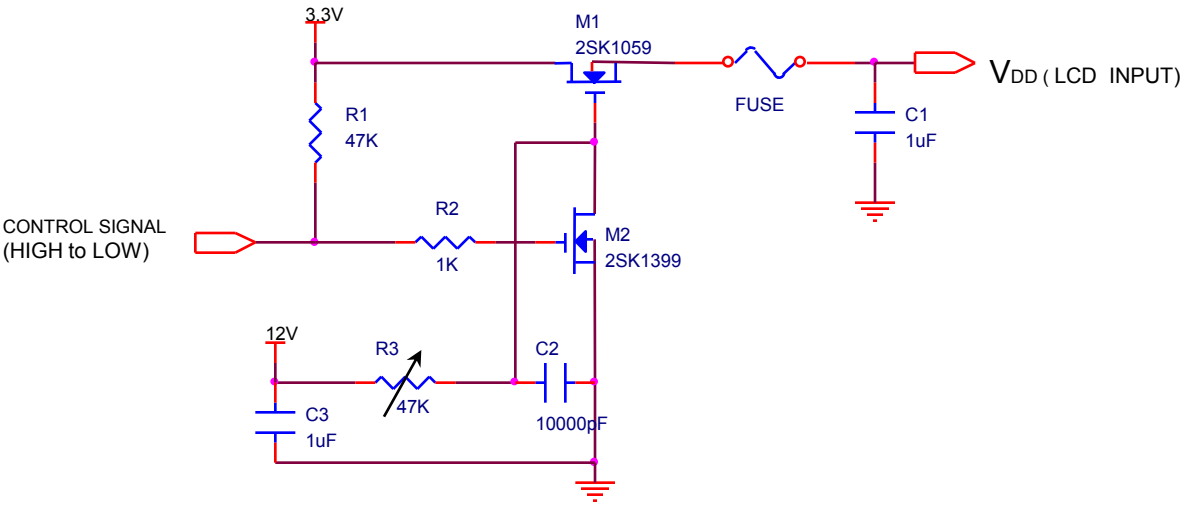 3.3V
M1
2SK1059
FUSE
VDD ( LCD INPUT)
R1
47K
C1
1uF
CONTROL SIGNAL
(HIGH to LOW)
R2
1K
M2
2SK1399
12V
R3
47K
C2
10000pF
C3
1uF